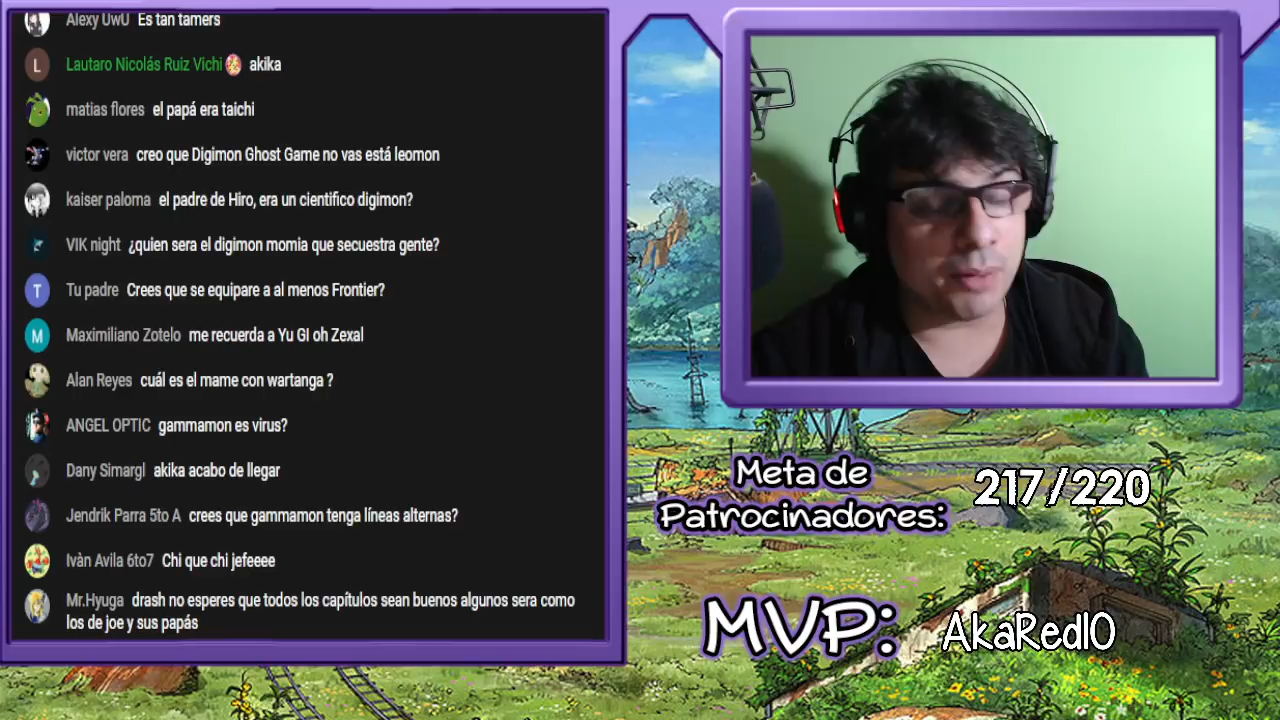 Alexy UwU Es tan tamers
L Lautaro Nicolás Ruiz Vichi akika
matias flores el papá era taichi
victor vera creo que Digimon Ghost Game no vas está leomon
kaiser paloma el padre de Hiro, era un cientifico digimon?
VIK night ¿quien sera el digimon momia que secuestra gente?
T Tu padre Crees que se equipare a al menos Frontier?
M Maximiliano Zotelo me recuerda a Yu GI oh Zexal
Alan Reyes cuál es el mame con wartanga ?
ANGEL OPTIC gammamon es virus?
Dany Simargl akika acabo de llegar
Jendrik Parra 5to A crees que gammamon tenga líneas alternas?
Ivàn Avila 6to7 Chi que chi jefeeee
Mr.Hyuga drash no esperes que todos los capítulos sean buenos algunos sera como
los de joe y sus papás
Meta de
Patrocinadores:
217/220
MVP:
AkaRed10